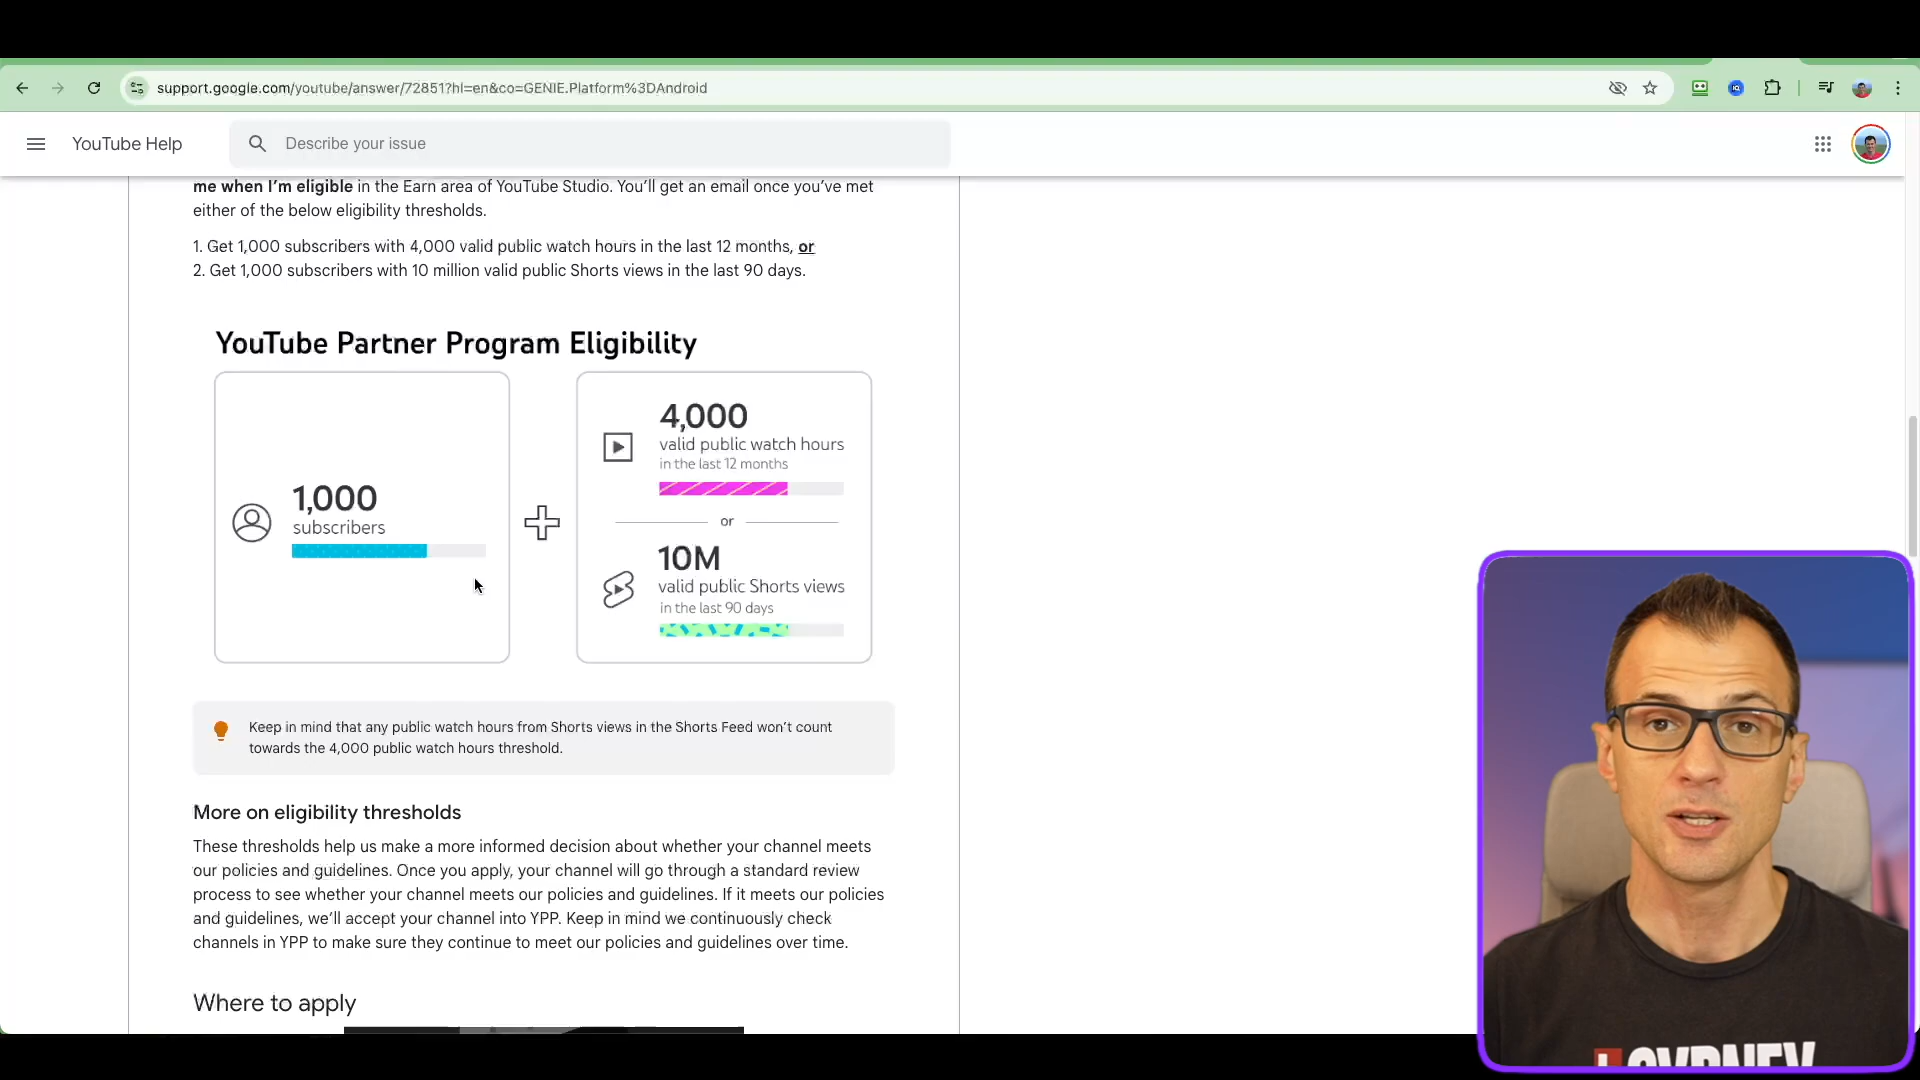 support.google.com/youtube/answer/72851?hl=en&co=GENIE.Platform%3DAndroid
YouTube Help
Describe your issue
me when I’m eligible in the Earn area of YouTube Studio. You’ll get an email once you’ve met
either of the below eligibility thresholds.
1. Get 1,000 subscribers with 4,000 valid public watch hours in the last 12 months, or
2. Get 1,000 subscribers with 10 million valid public Shorts views in the last 90 days.
YouTube Partner Program Eligibility
1,000
subscribers
4,000
valid public watch hours
in the last 12 months
or
10M
valid public Shorts views
in the last 90 days
Keep in mind that any public watch hours from Shorts views in the Shorts Feed won’t count
towards the 4,000 public watch hours threshold.
More on eligibility thresholds
These thresholds help us make a more informed decision about whether your channel meets
our policies and guidelines. Once you apply, your channel will go through a standard review
process to see whether your channel meets our policies and guidelines. If it meets our policies
and guidelines, we’ll accept your channel into YPP. Keep in mind we continuously check
channels in YPP to make sure they continue to meet our policies and guidelines over time.
Where to apply